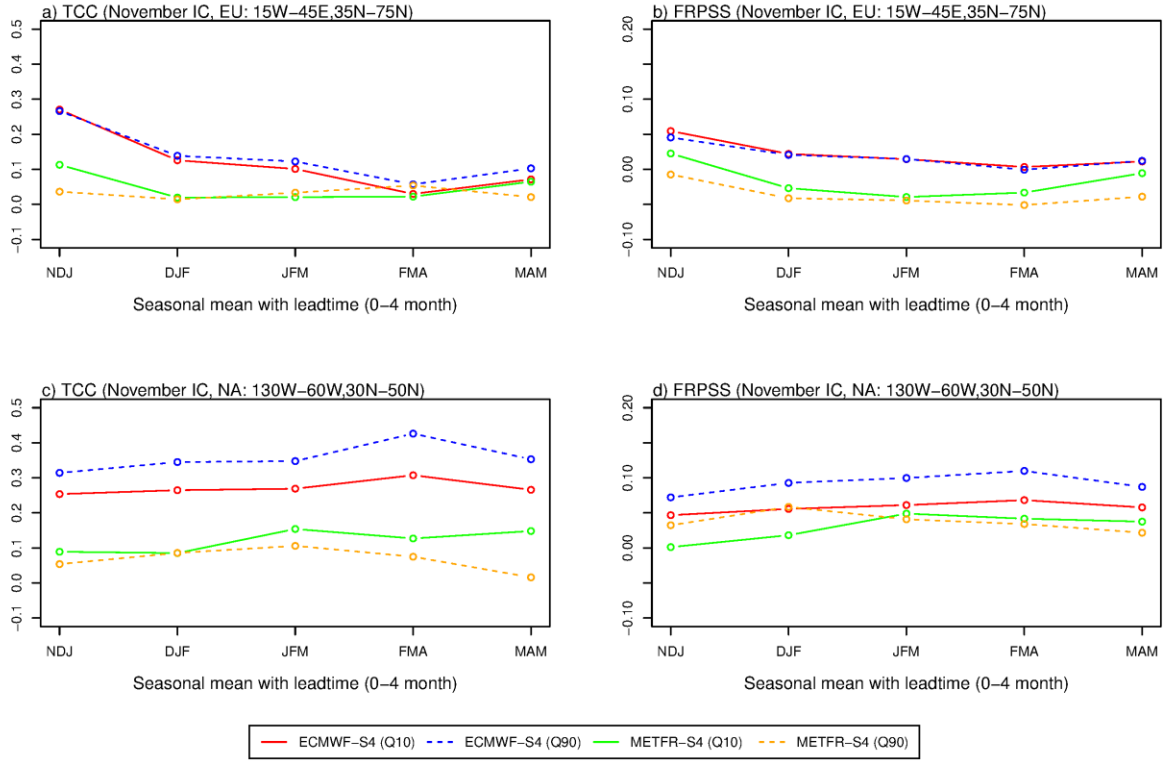 a) TCC (November IC, EU: 15W−45E,35N−75N)
0.5
0.4
0.3
0.2
0.1
0.0
−0.1
NDJ DJF JFM FMA MAM
Seasonal mean with leadtime (0−4 month)
b) FRPSS (November IC, EU: 15W−45E,35N−75N)
0.20
0.10
0.00
−0.10
NDJ DJF JFM FMA MAM
Seasonal mean with leadtime (0−4 month)
c) TCC (November IC, NA: 130W−60W,30N−50N)
0.5
0.4
0.3
0.2
0.1
0.0
−0.1
NDJ DJF JFM FMA MAM
Seasonal mean with leadtime (0−4 month)
d) FRPSS (November IC, NA: 130W−60W,30N−50N)
0.20
0.10
0.00
−0.10
NDJ DJF JFM FMA MAM
Seasonal mean with leadtime (0−4 month)
ECMWF−S4 (Q10) ECMWF−S4 (Q90) METFR−S4 (Q10) METFR−S4 (Q90)